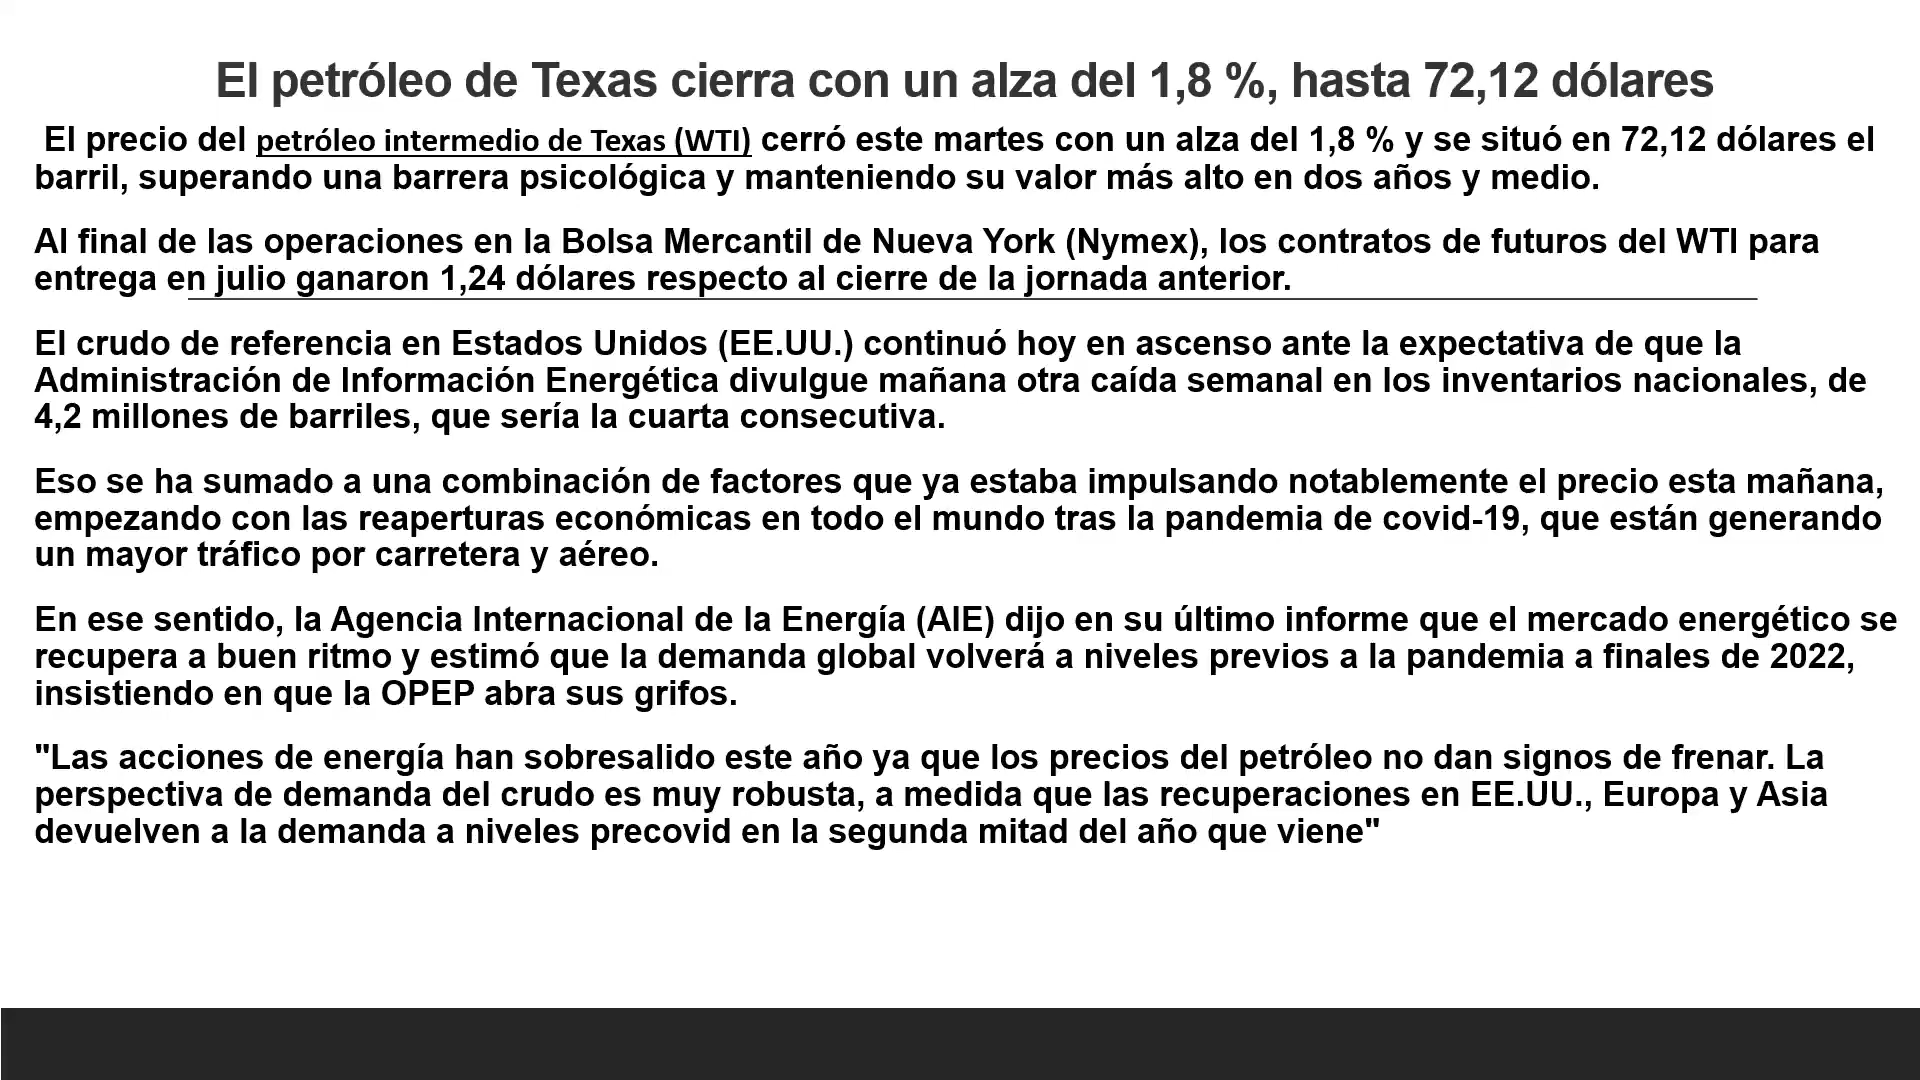 El petróleo de Texas cierra con un alza del 1,8 %, hasta 72,12 dólares
El precio del petróleo intermedio de Texas (WTI) cerró este martes con un alza del 1,8 % y se situó en 72,12 dólares el
barril, superando una barrera psicológica y manteniendo su valor más alto en dos años y medio.
Al final de las operaciones en la Bolsa Mercantil de Nueva York (Nymex), los contratos de futuros del WTI para
entrega en julio ganaron 1,24 dólares respecto al cierre de la jornada anterior.
El crudo de referencia en Estados Unidos (EE.UU.) continuó hoy en ascenso ante la expectativa de que la
Administración de Información Energética divulgue mañana otra caída semanal en los inventarios nacionales, de
4,2 millones de barriles, que sería la cuarta consecutiva.
Eso se ha sumado a una combinación de factores que ya estaba impulsando notablemente el precio esta mañana,
empezando con las reaperturas económicas en todo el mundo tras la pandemia de covid-19, que están generando
un mayor tráfico por carretera y aéreo.
En ese sentido, la Agencia Internacional de la Energía (AIE) dijo en su último informe que el mercado energético se
recupera a buen ritmo y estimó que la demanda global volverá a niveles previos a la pandemia a finales de 2022,
insistiendo en que la OPEP abra sus grifos.
"Las acciones de energía han sobresalido este año ya que los precios del petróleo no dan signos de frenar. La
perspectiva de demanda del crudo es muy robusta, a medida que las recuperaciones en EE.UU., Europa y Asia
devuelven a la demanda a niveles precovid en la segunda mitad del año que viene"